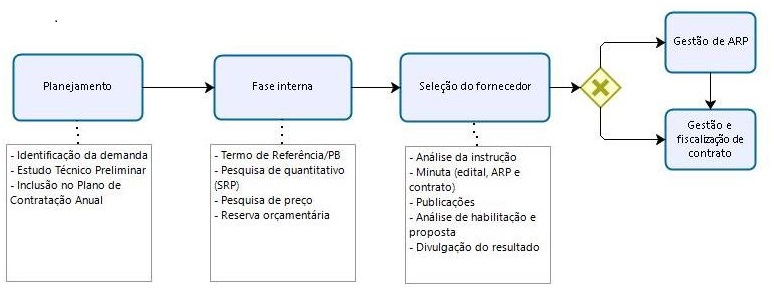 Planejamento
Fase interna
Seleção do fornecedor
Gestão de ARP
Gestão e
fiscalização de
contrato
- Identificação da demanda
- Estudo Técnico Preliminar
- Inclusão no Plano de
Contratação Anual
- Termo de Referência/PB
- Pesquisa de quantitativo
(SRP)
- Pesquisa de preço
- Reserva orçamentária
- Análise da instrução
- Minuta (edital, ARP e
contrato)
- Publicações
- Análise de habilitação e
proposta
- Divulgação do resultado